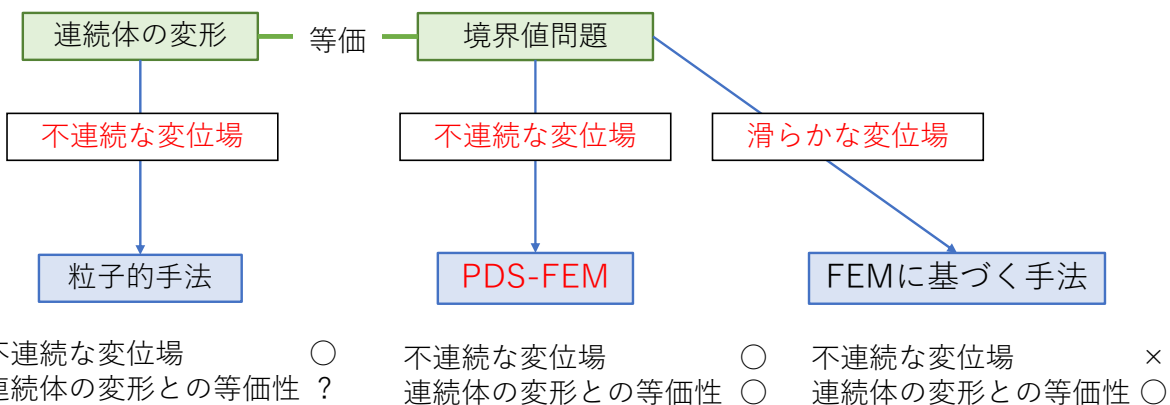 連続体の変形
等価
境界値問題
不連続な変位場
不連続な変位場
滑らかな変位場
粒子的手法
PDS-FEM
FEMに基づく手法
不連続な変位場 ○
連続体の変形との等価性 ?
不連続な変位場 ○
連続体の変形との等価性 ○
不連続な変位場 ×
連続体の変形との等価性 ○